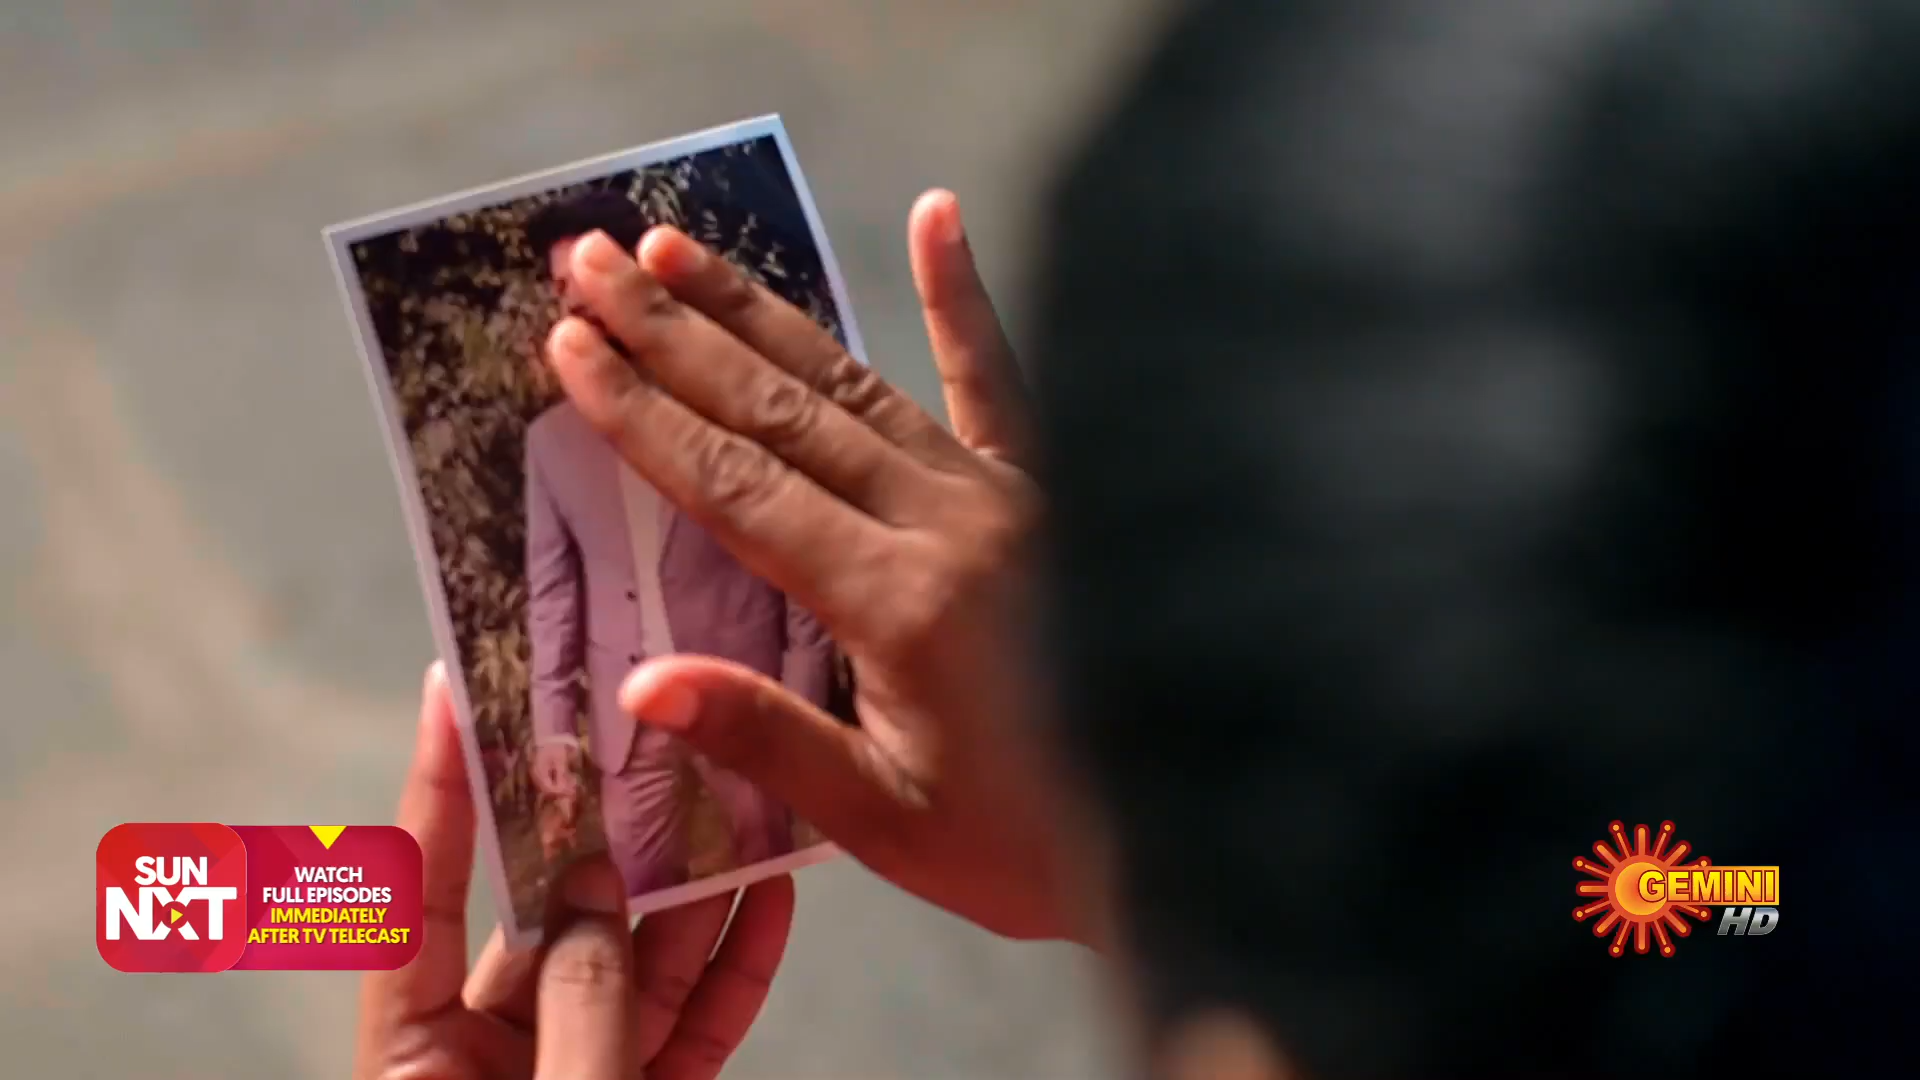 SUN
NXT
WATCH
FULL EPISODES
IMMEDIATELY
AFTER TV TELECAST
GEMINI
HD